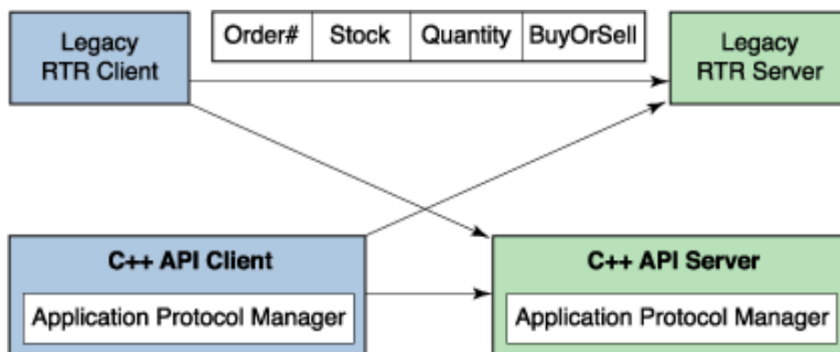 Legacy
RTR Client
Order# Stock Quantity BuyOrSell
Legacy
RTR Server
C++ API Client
Application Protocol Manager
C++ API Server
Application Protocol Manager